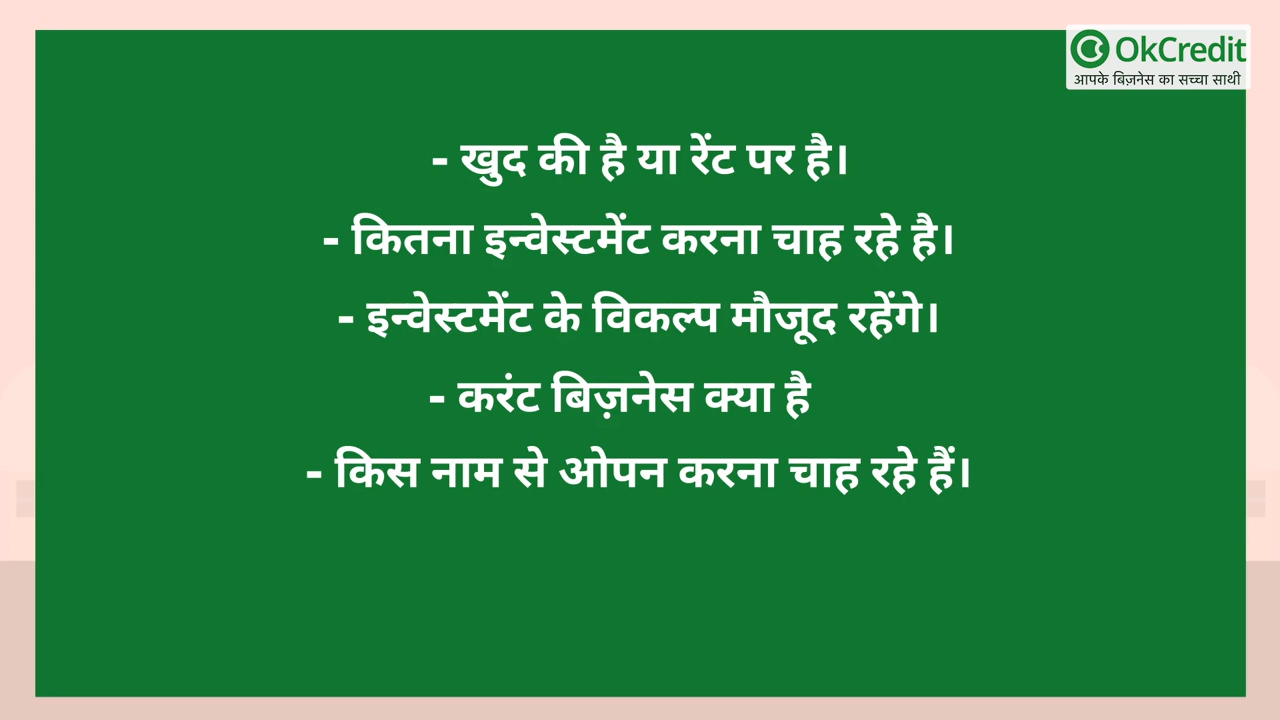 OkCredit
आपके बिज़नेस का सच्चा साथी
- खुद की है या रेंट पर है।
- कितना इन्वेस्टमेंट करना चाह रहे है।
- इन्वेस्टमेंट के विकल्प मौजूद रहेंगे।
- करंट बिज़नेस क्या है
- किस नाम से ओपन करना चाह रहे हैं।